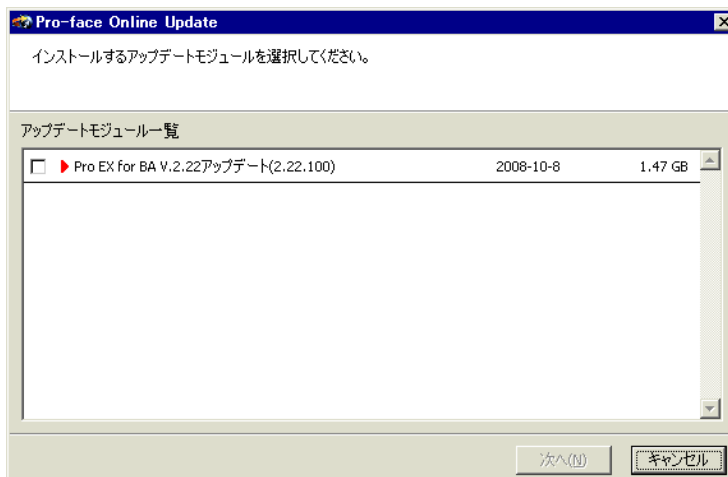 Pro-face Online Update
インストールするアップデートモジュールを選択してください。
アップデートモジュール一覧
Pro EX for BA V.2.22アップデート(2.22.100) 2008-10-8 1.47 GB
次へ(N) キャンセル